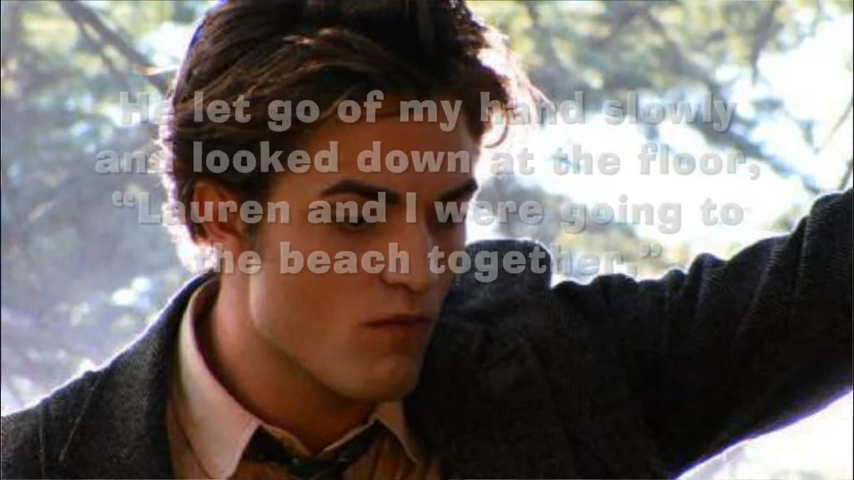 He let go of my hand slowly
and looked down at the floor,
“Lauren and I were going to
the beach together.”